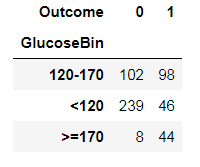 Outcome 0 1
GlucoseBin
120-170 102 98
<120 239 46
>=170 8 44